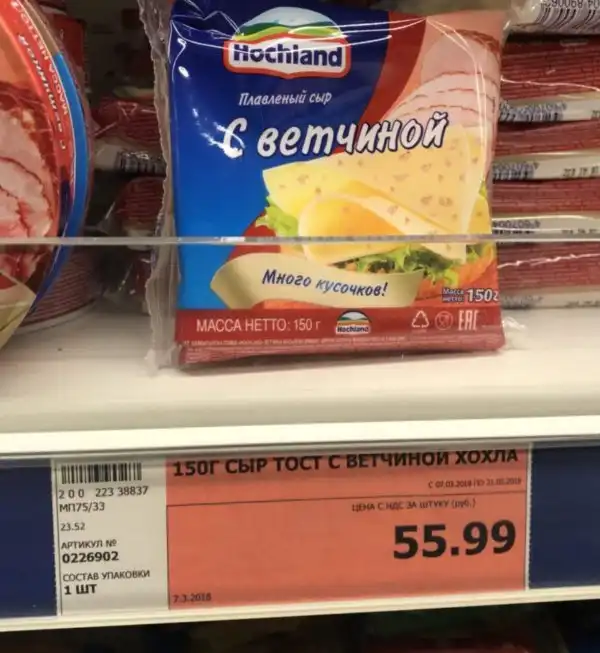 Hochland
Плавленый сыр
С ветчиной
Много кусочков!
Масса нетто: 150г
МАССА НЕТТО: 150 г
Hochland
EAC
200 223 38837
МП75/33
23.52
АРТИКУЛ №
0226902
СОСТАВ УПАКОВКИ
1 ШТ
150Г СЫР ТОСТ С ВЕТЧИНОЙ ХОХЛА
ЦЕНА С НДС ЗА ШТУКУ (руб.)
55.99
7.3.2018